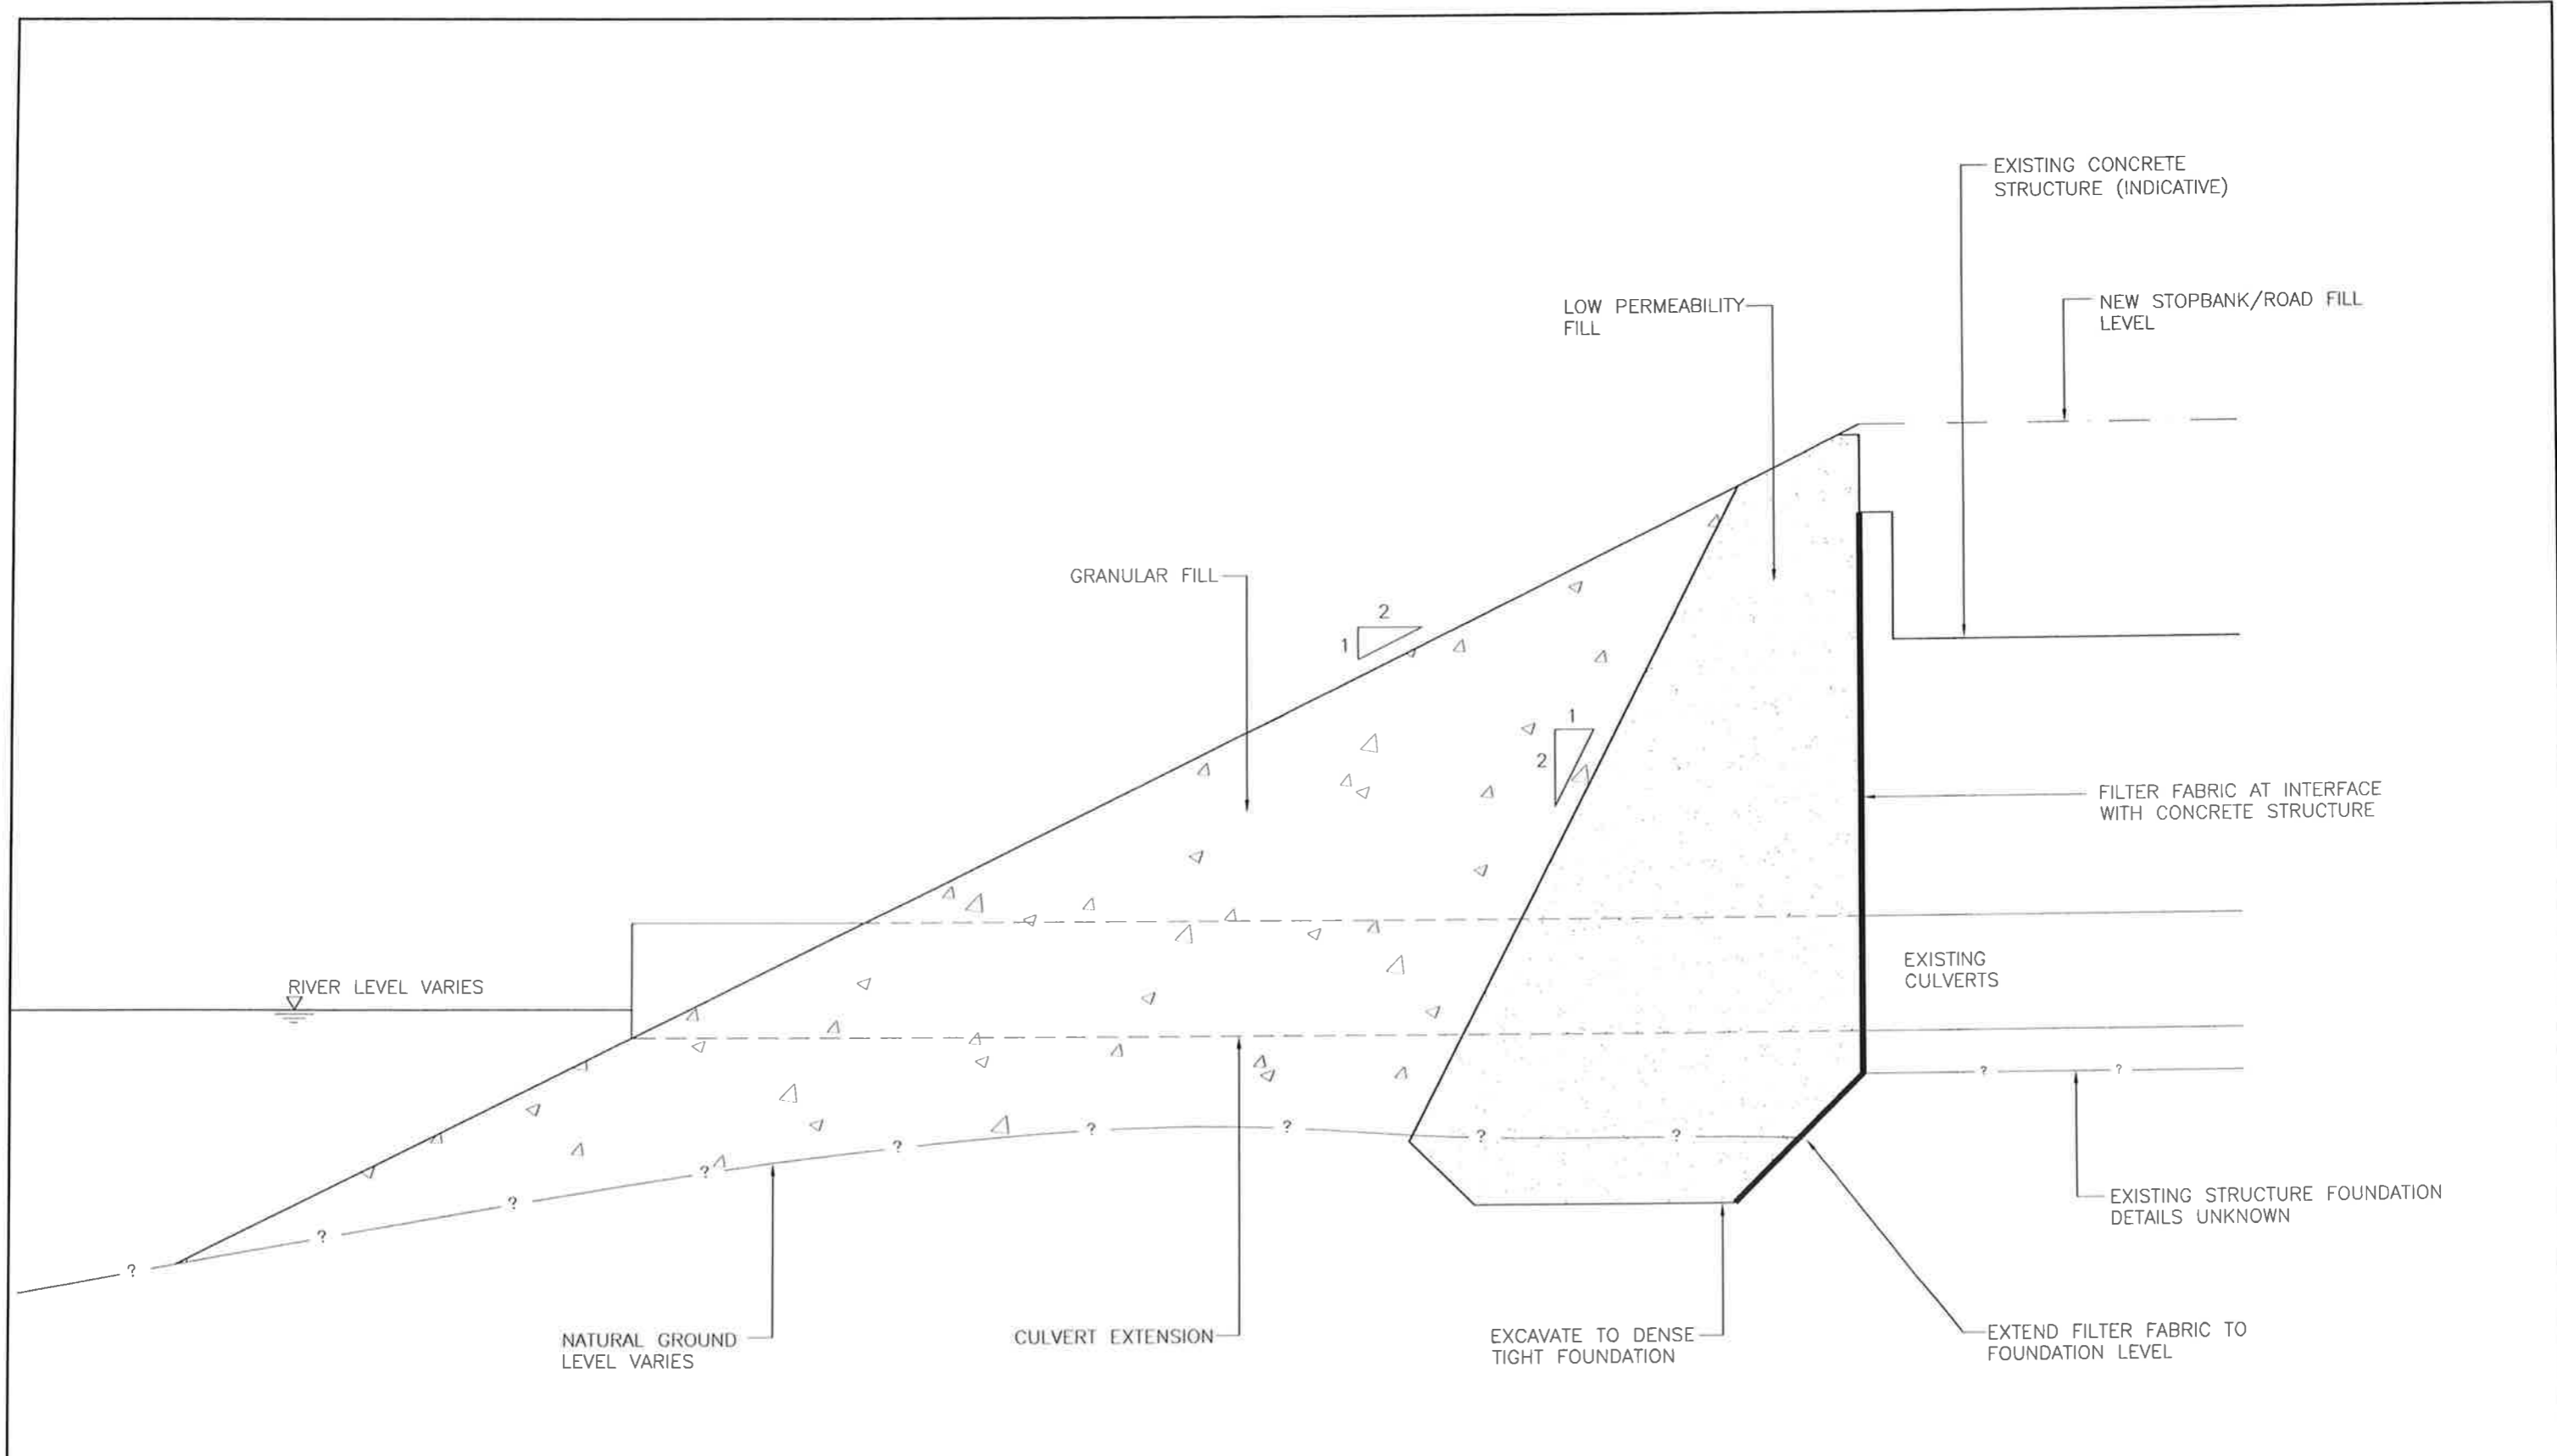 EXISTING CONCRETE
STRUCTURE (INDICATIVE)
LOW PERMEABILITY
FILL
NEW STOPBANK/ROAD FILL
LEVEL
GRANULAR FILL
2
1
1
2
FILTER FABRIC AT INTERFACE
WITH CONCRETE STRUCTURE
EXISTING
CULVERTS
RIVER LEVEL VARIES
? ?
? ? ? ? ? ? ? ? ?
EXISTING STRUCTURE FOUNDATION
DETAILS UNKNOWN
NATURAL GROUND
LEVEL VARIES
CULVERT EXTENSION
EXCAVATE TO DENSE
TIGHT FOUNDATION
EXTEND FILTER FABRIC TO
FOUNDATION LEVEL